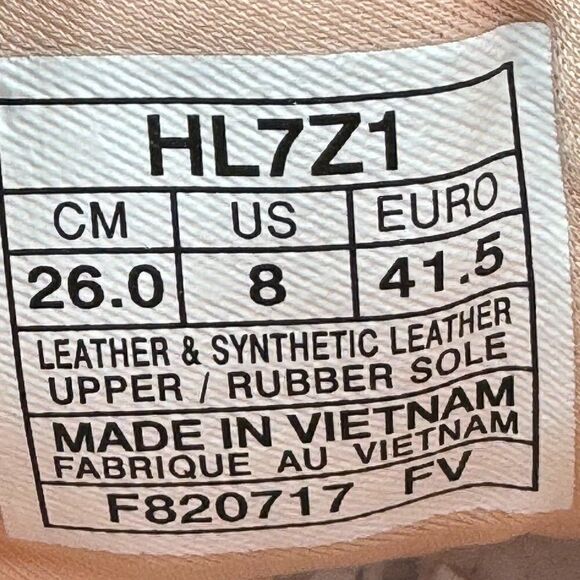 HL7Z1
CM US EURO
26.0 8 41.5
LEATHER & SYNTHETIC LEATHER
UPPER / RUBBER SOLE
MADE IN VIETNAM
FABRIQUE AU VIETNAM
F820717 FV